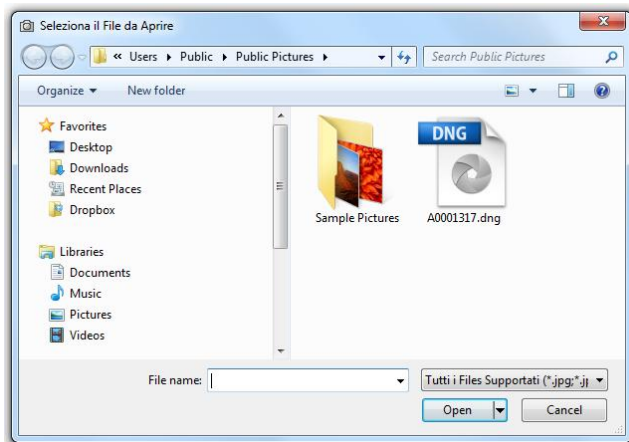 Seleziona il File da Aprire
« Users ▸ Public ▸ Public Pictures ▸
Search Public Pictures
Organize ▾ New folder
Favorites
Desktop
Downloads
Recent Places
Dropbox
Libraries
Documents
Music
Pictures
Videos
DNG
Sample Pictures
A0001317.dng
File name:
Tutti i Files Supportati (*.jpg;*.jp
Open
Cancel